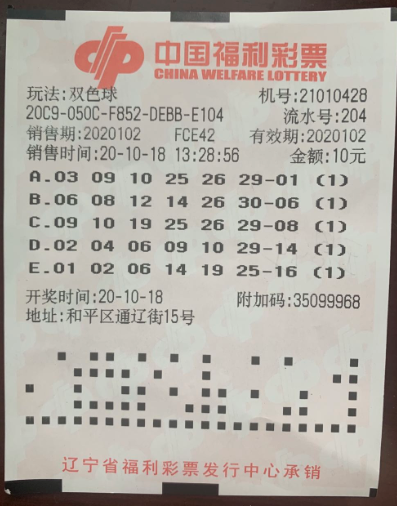 中国福利彩票
CHINA WELFARE LOTTERY
玩法:双色球 机号:21010428
20C9-050C-F852-DEBB-E104 流水号:204
销售期:2020102 FCE42 有效期:2020102
销售时间:20-10-18 13:28:56 金额:10元
A.03 09 10 25 26 29-01 (1)
B.06 08 12 14 26 30-06 (1)
C.09 10 19 25 26 29-08 (1)
D.02 04 06 09 10 29-14 (1)
E.01 02 06 14 19 25-16 (1)
开奖时间:20-10-18 附加码:35099968
地址:和平区通辽街15号
辽宁省福利彩票发行中心承销